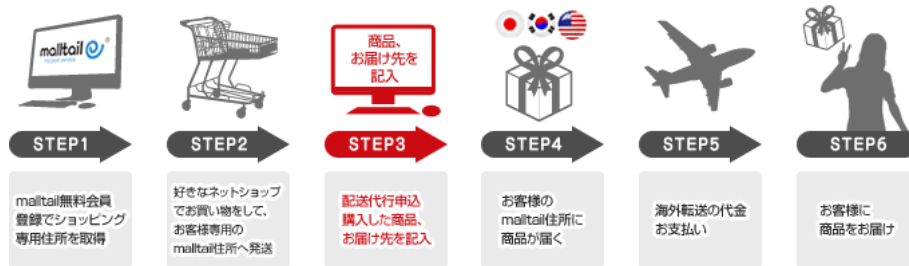 malltail
商品、
お届け先を
記入
STEP1
STEP2
STEP3
STEP4
STEP5
STEP6
malltail無料会員
登録でショッピング
専用住所を取得
好きなネットショップ
でお買い物をして、
お客様専用の
malltail住所へ発送
配送代行申込
購入した商品、
お届け先を記入
お客様の
malltail住所に
商品が届く
海外転送の代金
お支払い
お客様に
商品をお届け